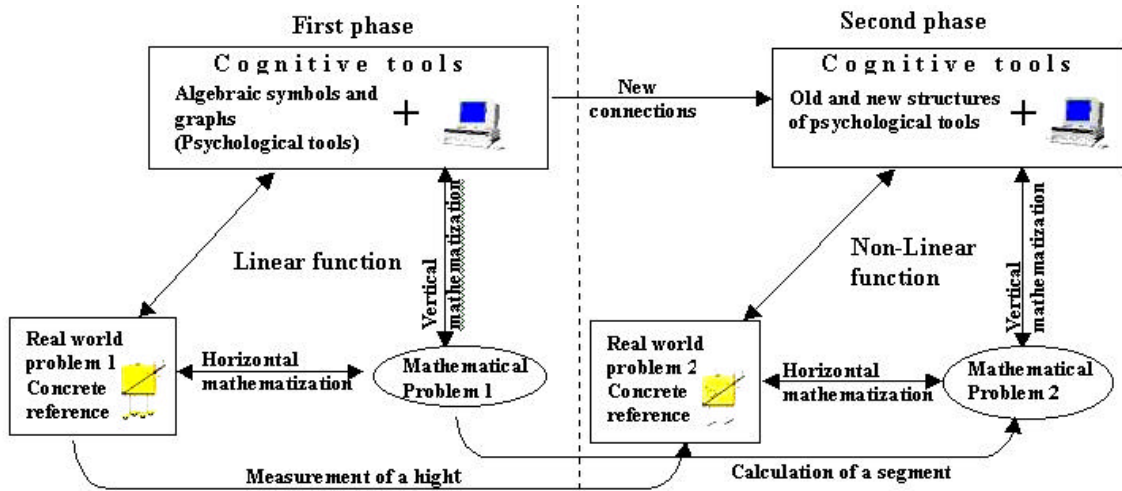 First phase
Second phase
Cognitive tools
Algebraic symbols and
graphs
(Psychological tools)
+
New
connections
Cognitive tools
Old and new structures
of psychological tools
+
Linear function
Vertical
mathematization
Non-Linear
function
Vertical
mathematization
Real world
problem 1
Concrete
reference
Horizontal
mathematization
Mathematical
Problem 1
Real world
problem 2
Concrete
reference
Horizontal
mathematization
Mathematical
Problem 2
Measurement of a hight
Calculation of a segment